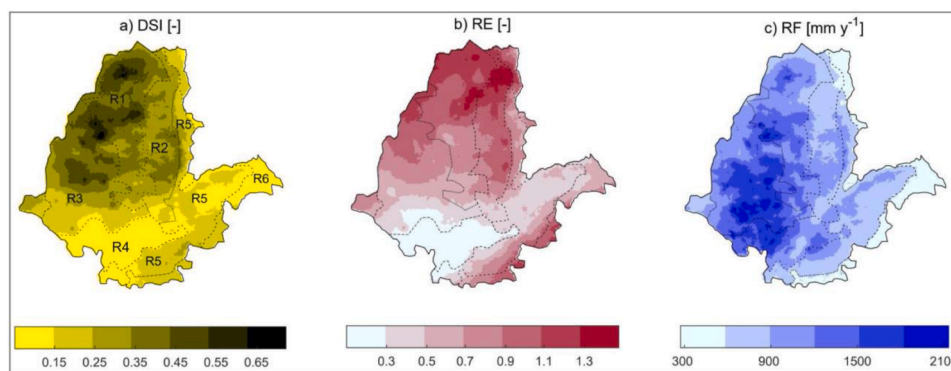 a) DSI [-]
b) RE [-]
c) RF [mm y⁻¹]
R1
R5
R2
R3
R5
R6
R4
R5
0.15 0.25 0.35 0.45 0.55 0.65
0.3 0.5 0.7 0.9 1.1 1.3
300 900 1500 210